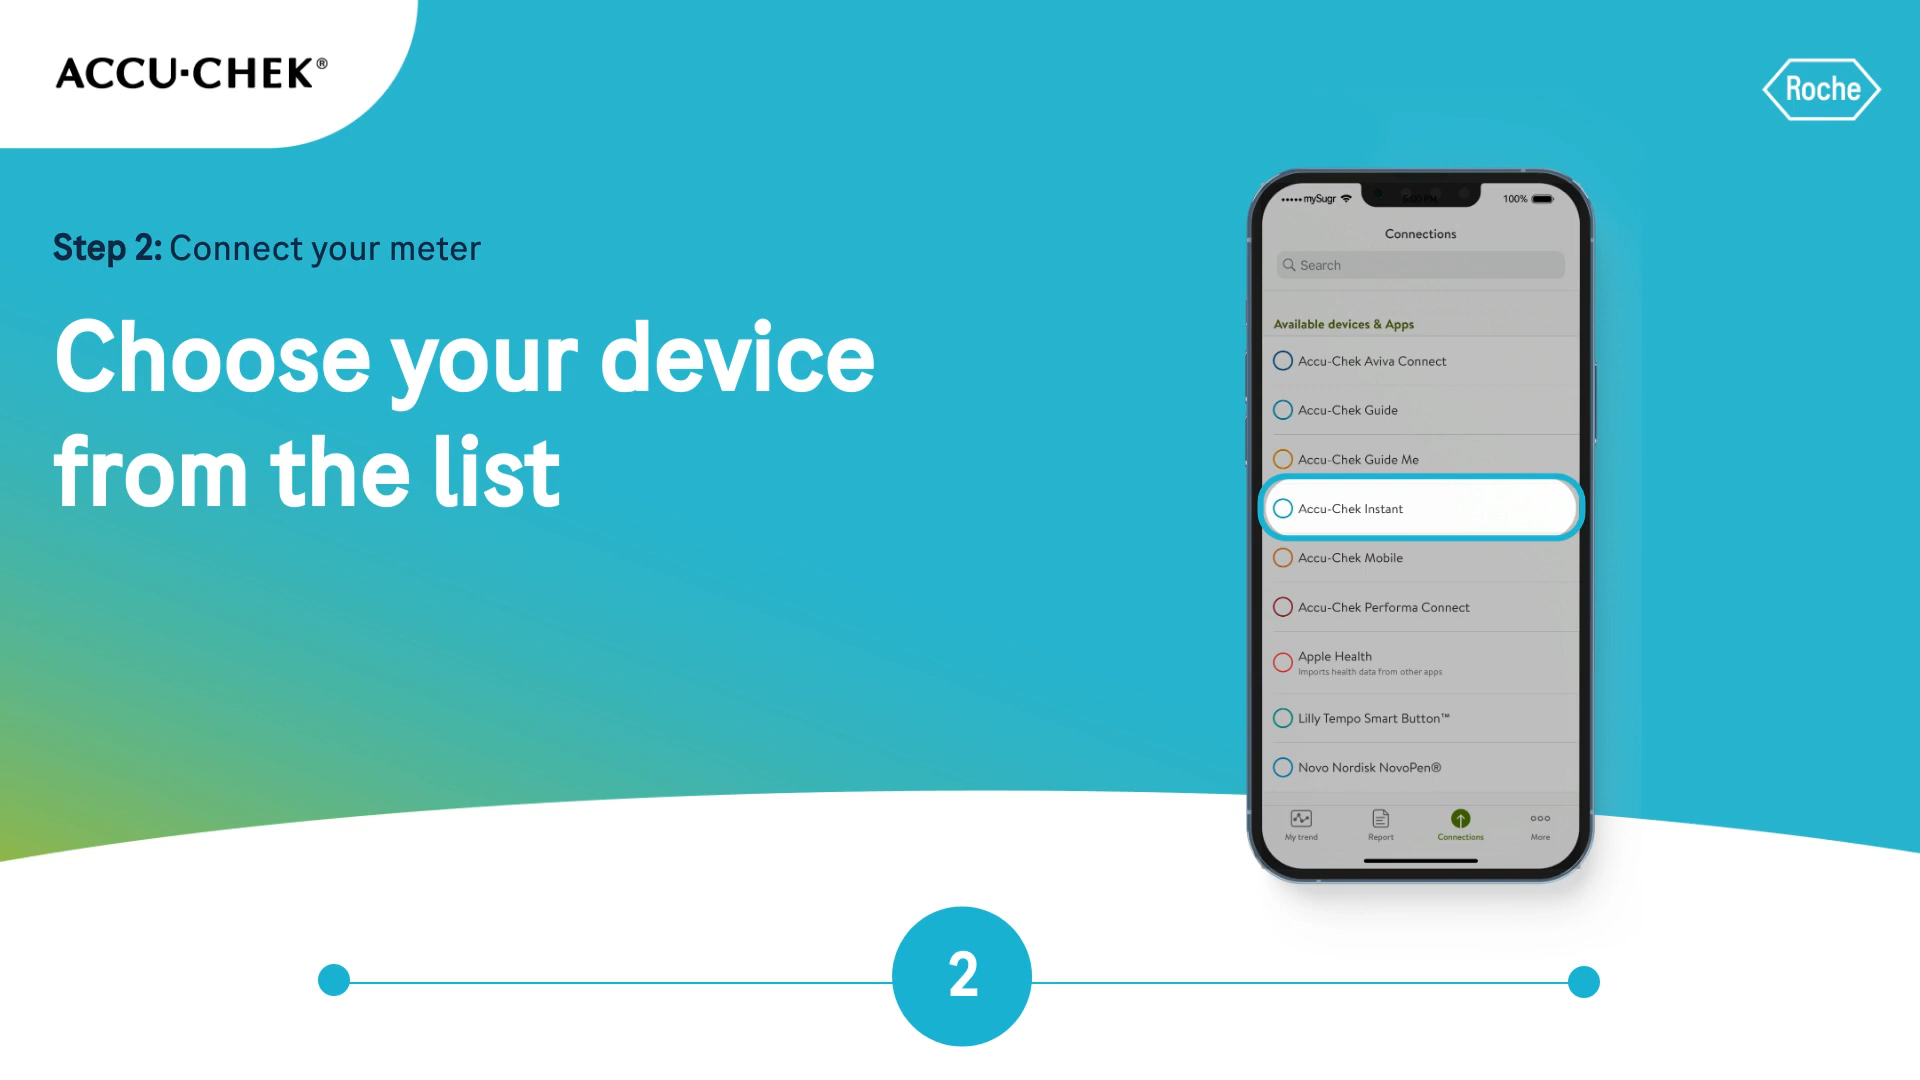 ACCU-CHEK®
Roche
Step 2: Connect your meter
Choose your device
from the list
mySugr
100%
Connections
Search
Available devices & Apps
Accu-Chek Aviva Connect
Accu-Chek Guide
Accu-Chek Guide Me
Accu-Chek Instant
Accu-Chek Mobile
Accu-Chek Performa Connect
Apple Health
Imports health data from other apps
Lilly Tempo Smart Button™
Novo Nordisk NovoPen®
My trend
Report
Connections
More
2